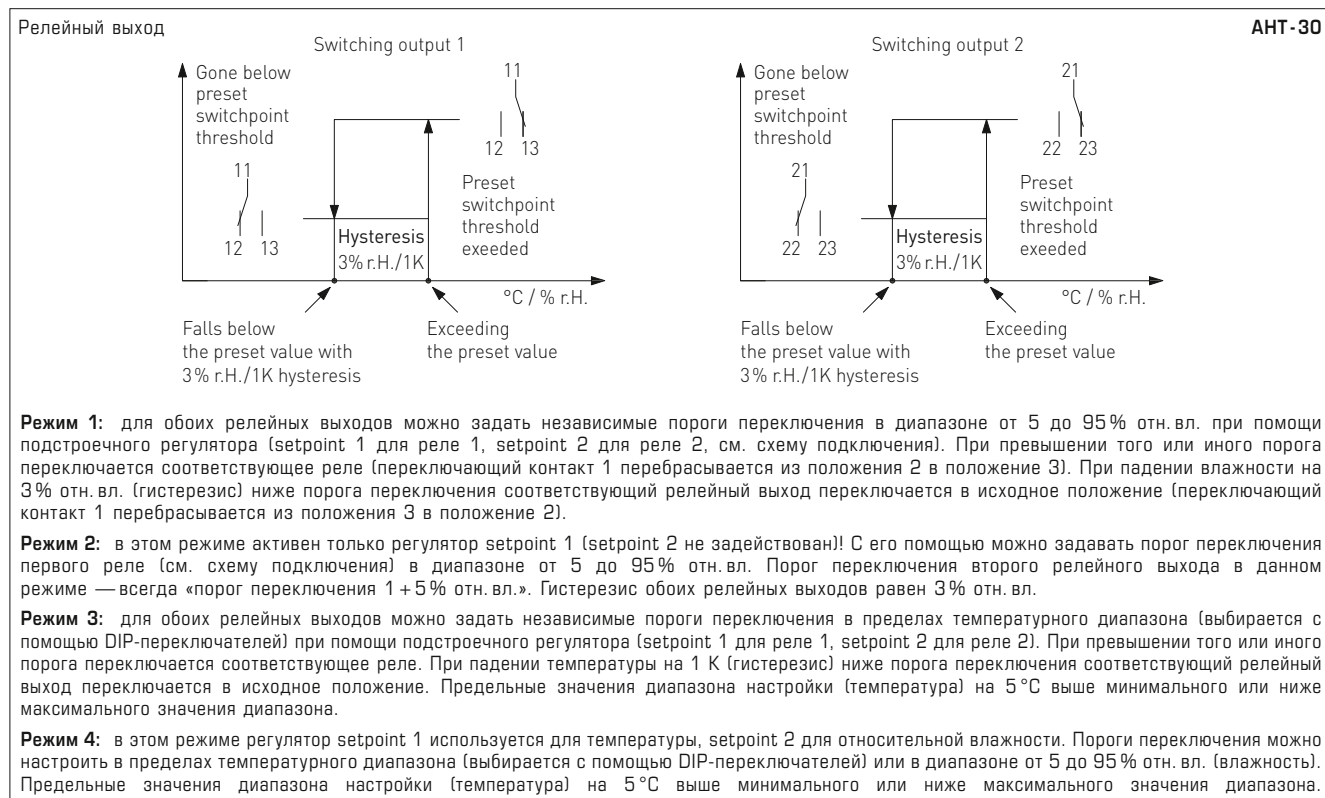 Релейный выход
AHT-30
Switching output 1
Gone below
preset
switchpoint
threshold
11
12 13
11
12 13
Preset
switchpoint
threshold
exeeded
Hysteresis
3% r.H./1K
°C / % r.H.
Falls below
the preset value with
3% r.H./1K hysteresis
Exceeding
the preset value
Switching output 2
Gone below
preset
switchpoint
threshold
21
22 23
21
22 23
Preset
switchpoint
threshold
exeeded
Hysteresis
3% r.H./1K
°C / % r.H.
Falls below
the preset value with
3% r.H./1K hysteresis
Exceeding
the preset value
Режим 1: для обоих релейных выходов можно задать независимые пороги переключения в диапазоне от 5 до 95% отн. вл. при помощи
подстроечного регулятора (setpoint 1 для реле 1, setpoint 2 для реле 2, см. схему подключения). При превышении того или иного порога
переключается соответствующее реле (переключающий контакт 1 перебрасывается из положения 2 в положение 3). При падении влажности на
3% отн. вл. (гистерезис) ниже порога переключения соответствующий релейный выход переключается в исходное положение (переключающий
контакт 1 перебрасывается из положения 3 в положение 2).
Режим 2: в этом режиме активен только регулятор setpoint 1 (setpoint 2 не задействован)! С его помощью можно задавать порог переключения
первого реле (см. схему подключения) в диапазоне от 5 до 95% отн. вл. Порог переключения второго релейного выхода в данном
режиме — всегда «порог переключения 1 + 5% отн. вл.». Гистерезис обоих релейных выходов равен 3% отн. вл.
Режим 3: для обоих релейных выходов можно задать независимые пороги переключения в пределах температурного диапазона (выбирается с
помощью DIP-переключателей) при помощи подстроечного регулятора (setpoint 1 для реле 1, setpoint 2 для реле 2). При превышении того или иного
порога переключается соответствующее реле. При падении температуры на 1 К (гистерезис) ниже порога переключения соответствующий релейный
выход переключается в исходное положение. Предельные значения диапазона настройки (температура) на 5 °C выше минимального или ниже
максимального значения диапазона.
Режим 4: в этом режиме регулятор setpoint 1 используется для температуры, setpoint 2 для относительной влажности. Пороги переключения можно
настроить в пределах температурного диапазона (выбирается с помощью DIP-переключателей) или в диапазоне от 5 до 95% отн. вл. (влажность).
Предельные значения диапазона настройки (температура) на 5 °C выше минимального или ниже максимального значения диапазона.